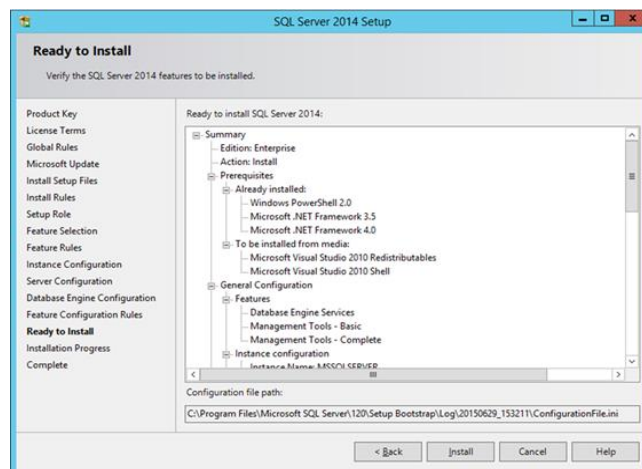 SQL Server 2014 Setup
Ready to Install
Verify the SQL Server 2014 features to be installed.
Product Key
License Terms
Global Rules
Microsoft Update
Install Setup Files
Install Rules
Setup Role
Feature Selection
Feature Rules
Instance Configuration
Server Configuration
Database Engine Configuration
Feature Configuration Rules
Ready to Install
Installation Progress
Complete
Ready to install SQL Server 2014:
Summary
Edition: Enterprise
Action: Install
Prerequisites
Already installed:
Windows PowerShell 2.0
Microsoft .NET Framework 3.5
Microsoft .NET Framework 4.0
To be installed from media:
Microsoft Visual Studio 2010 Redistributables
Microsoft Visual Studio 2010 Shell
General Configuration
Features
Database Engine Services
Management Tools - Basic
Management Tools - Complete
Instance configuration
Instance Name: MSSQLSERVER
Configuration file path:
C:\Program Files\Microsoft SQL Server\120\Setup Bootstrap\Log\20150629_153211\ConfigurationFile.ini
< Back
Install
Cancel
Help